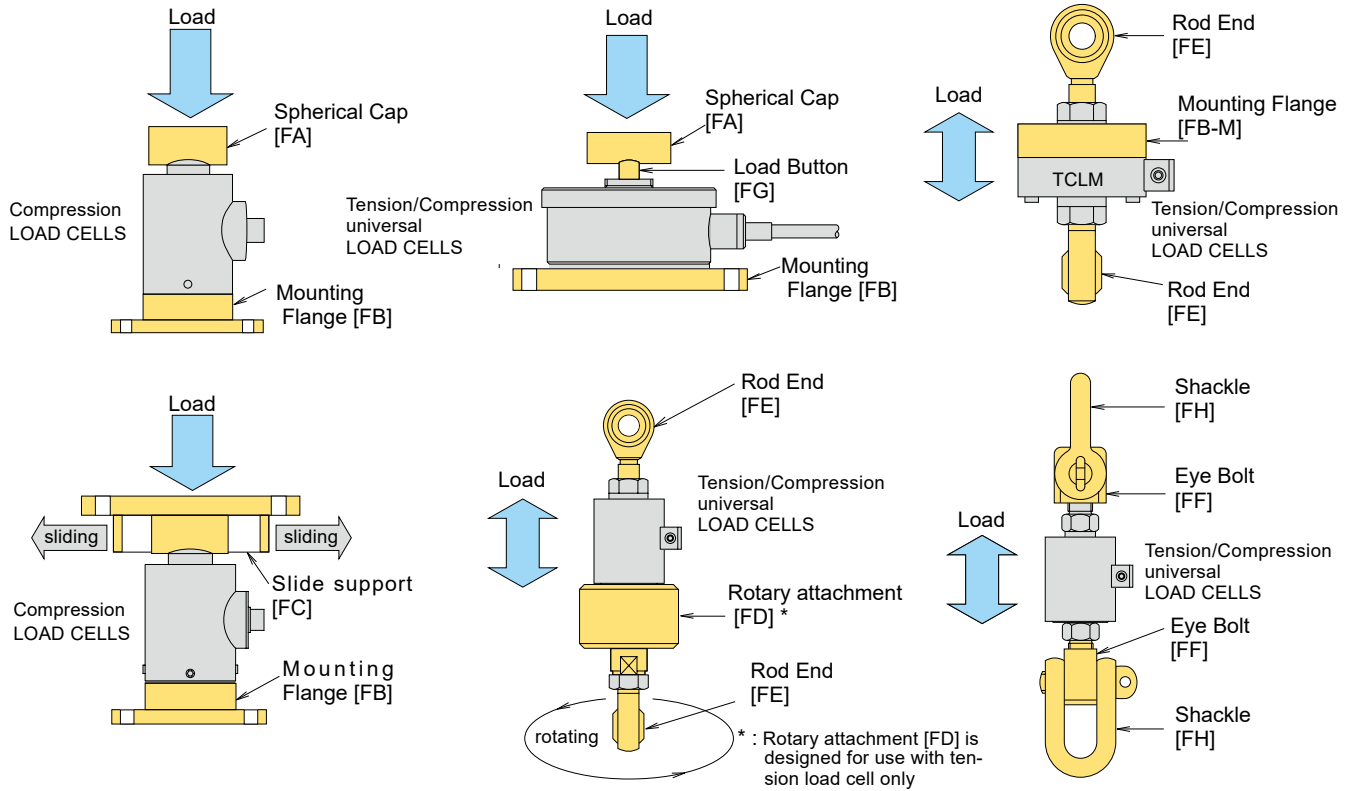 Load
Spherical Cap
[FA]
Compression
LOAD CELLS
Mounting
Flange [FB]
Load
Spherical Cap
[FA]
Load Button
[FG]
Tension/Compression
universal
LOAD CELLS
Mounting
Flange [FB]
Rod End
[FE]
Load
Mounting Flange
[FB-M]
TCLM
Tension/Compression
universal
LOAD CELLS
Rod End
[FE]
Load
sliding
sliding
Slide support
[FC]
Compression
LOAD CELLS
Mounting
Flange [FB]
Rod End
[FE]
Load
Tension/Compression
universal
LOAD CELLS
Rotary attachment
[FD] *
Rod End
[FE]
rotating
* : Rotary attachment [FD] is
designed for use with ten-
sion load cell only
Shackle
[FH]
Eye Bolt
[FF]
Load
Tension/Compression
universal
LOAD CELLS
Eye Bolt
[FF]
Shackle
[FH]